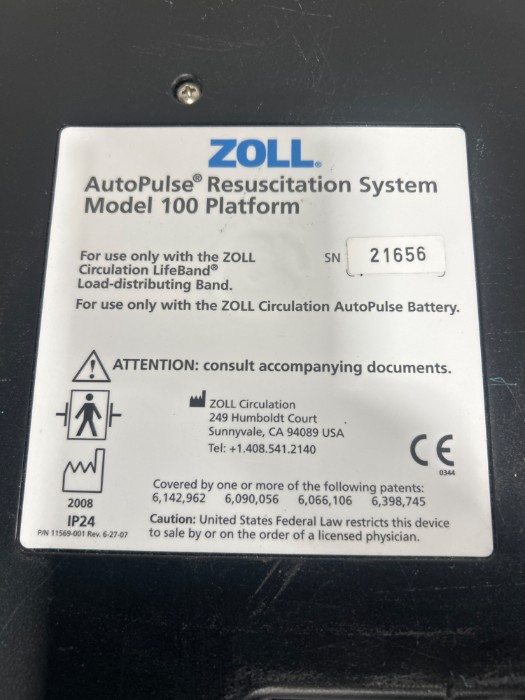 ZOLL®
AutoPulse® Resuscitation System
Model 100 Platform
For use only with the ZOLL
Circulation LifeBand®
Load-distributing Band.
SN 21656
For use only with the ZOLL Circulation AutoPulse Battery.
ATTENTION: consult accompanying documents.
ZOLL Circulation
249 Humboldt Court
Sunnyvale, CA 94089 USA
Tel: +1.408.541.2140
CE
0344
2008
IP24
P/N 11569-001 Rev. 6-27-07
Covered by one or more of the following patents:
6,142,962 6,090,056 6,066,106 6,398,745
Caution: United States Federal Law restricts this device
to sale by or on the order of a licensed physician.